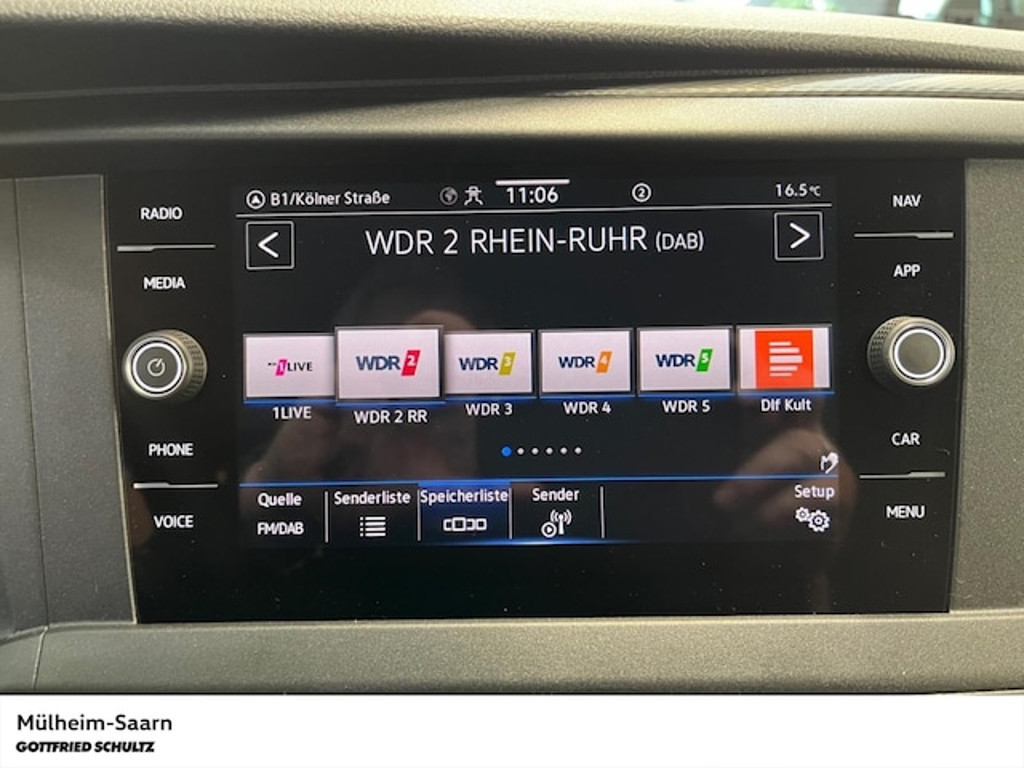 RADIO
MEDIA
PHONE
VOICE
B1/Kölner Straße
11:06
2
16.5°C
<
WDR 2 RHEIN-RUHR (DAB)
>
1LIVE
WDR 2
WDR 3
WDR 4
WDR 5
1LIVE
WDR 2 RR
WDR 3
WDR 4
WDR 5
Dlf Kult
Quelle
FM/DAB
Senderliste
Speicherliste
Sender
Setup
NAV
APP
CAR
MENU
Mülheim-Saarn
GOTTFRIED SCHULTZ